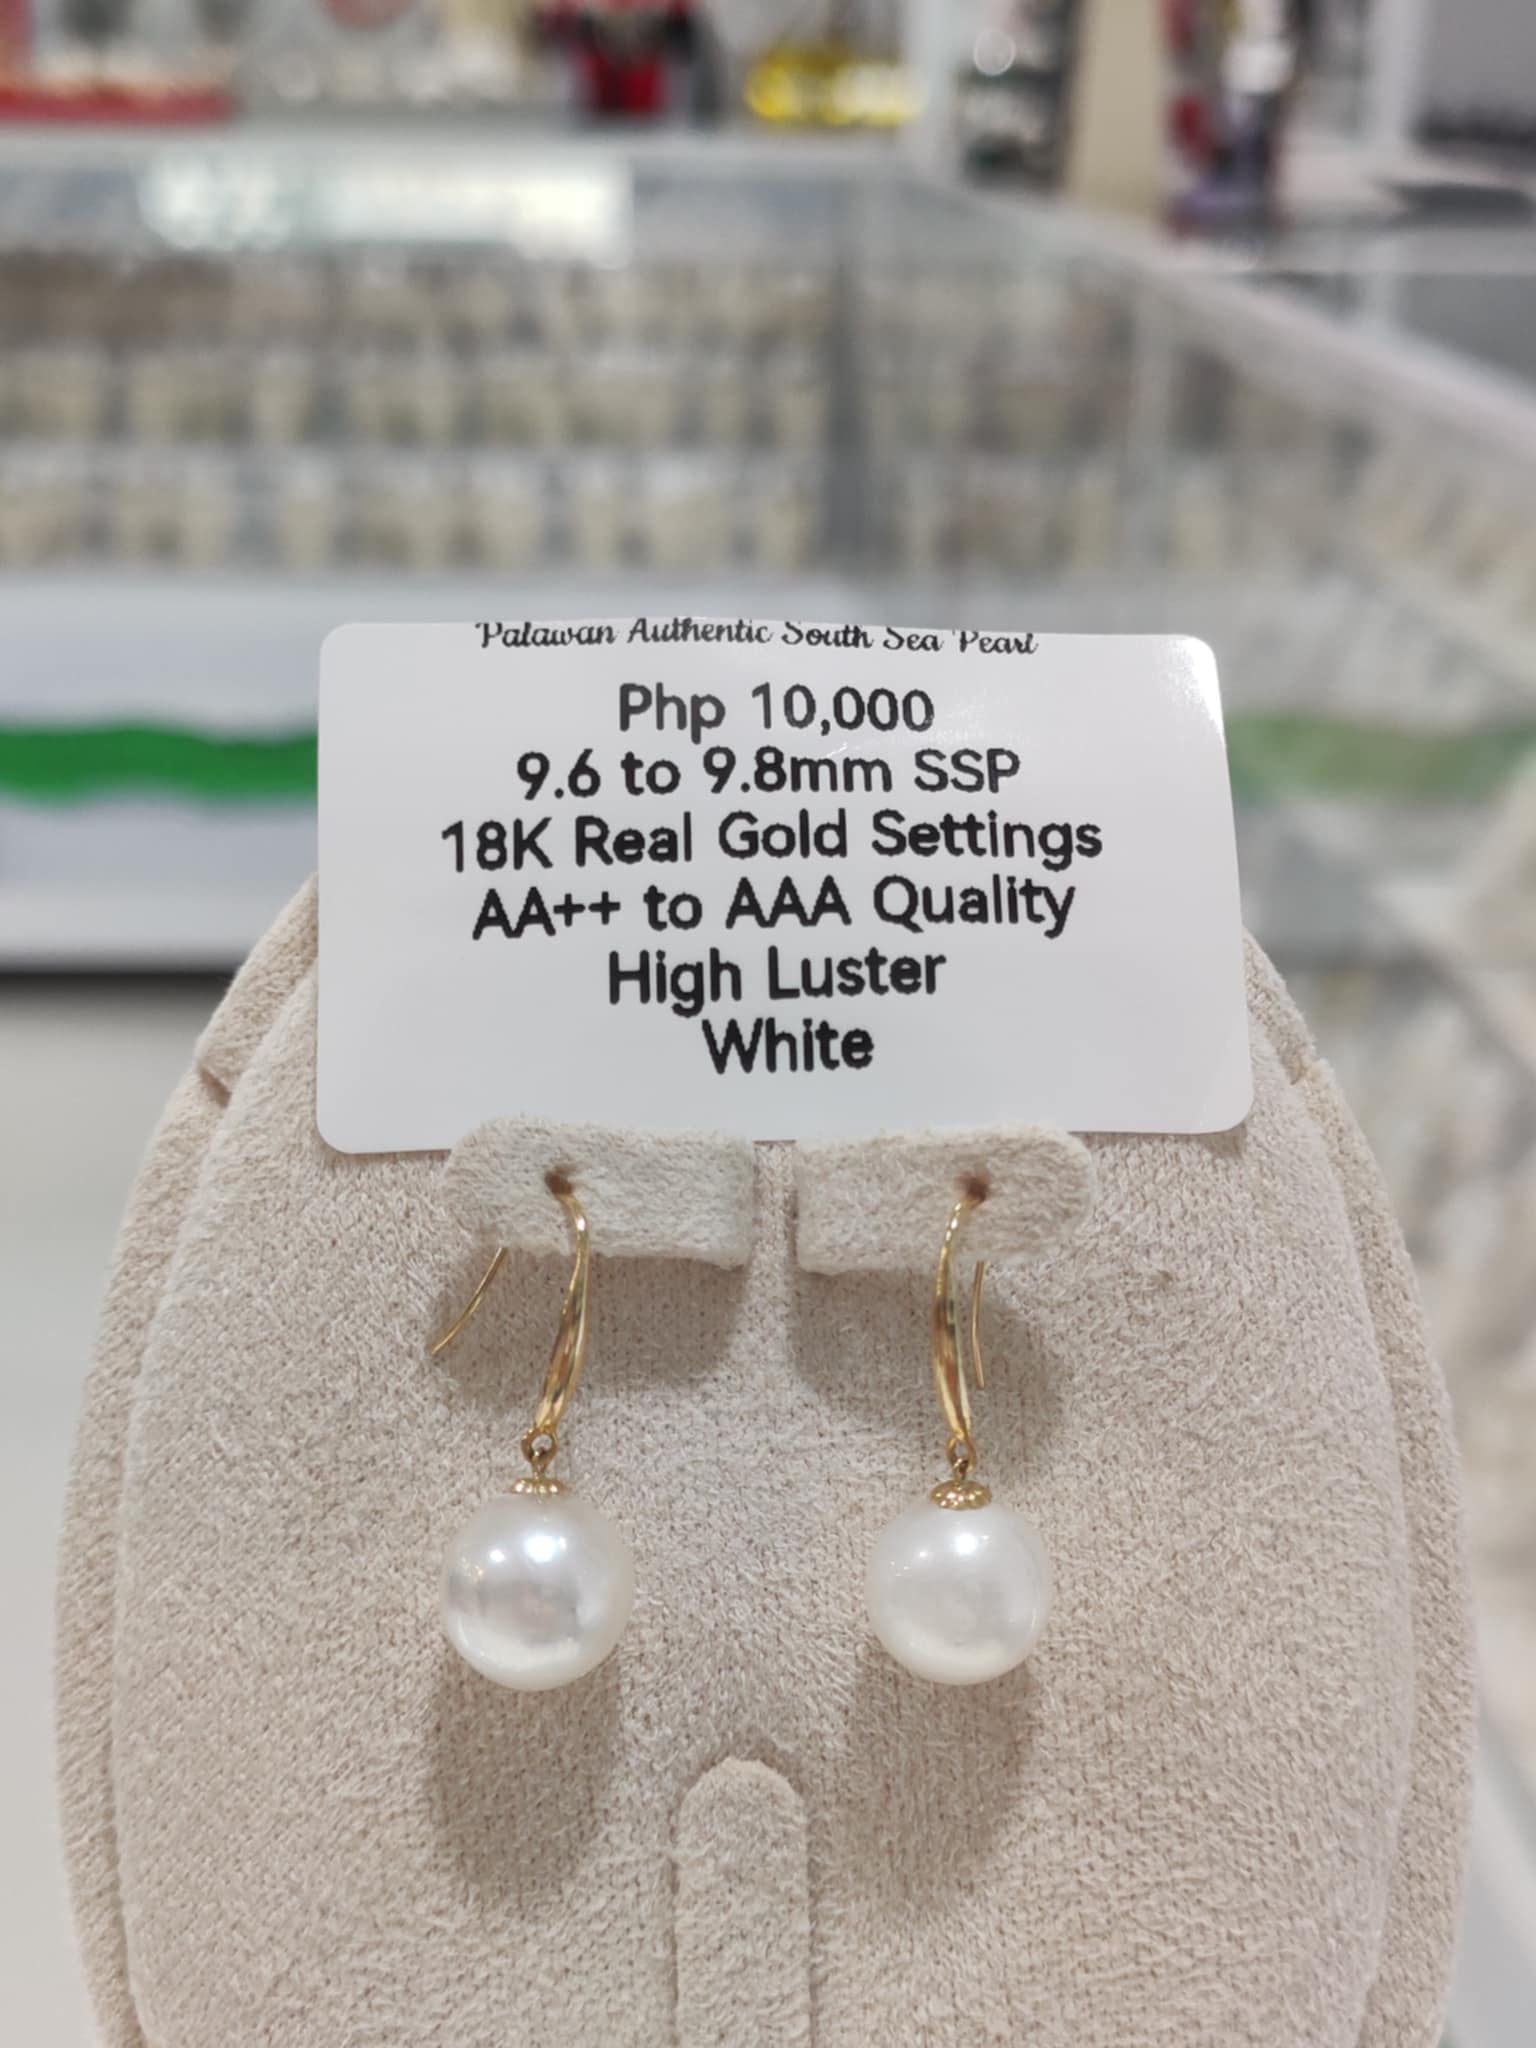 Palawan Authentic South Sea Pearl
Php 10,000
9.6 to 9.8mm SSP
18K Real Gold Settings
AA++ to AAA Quality
High Luster
White